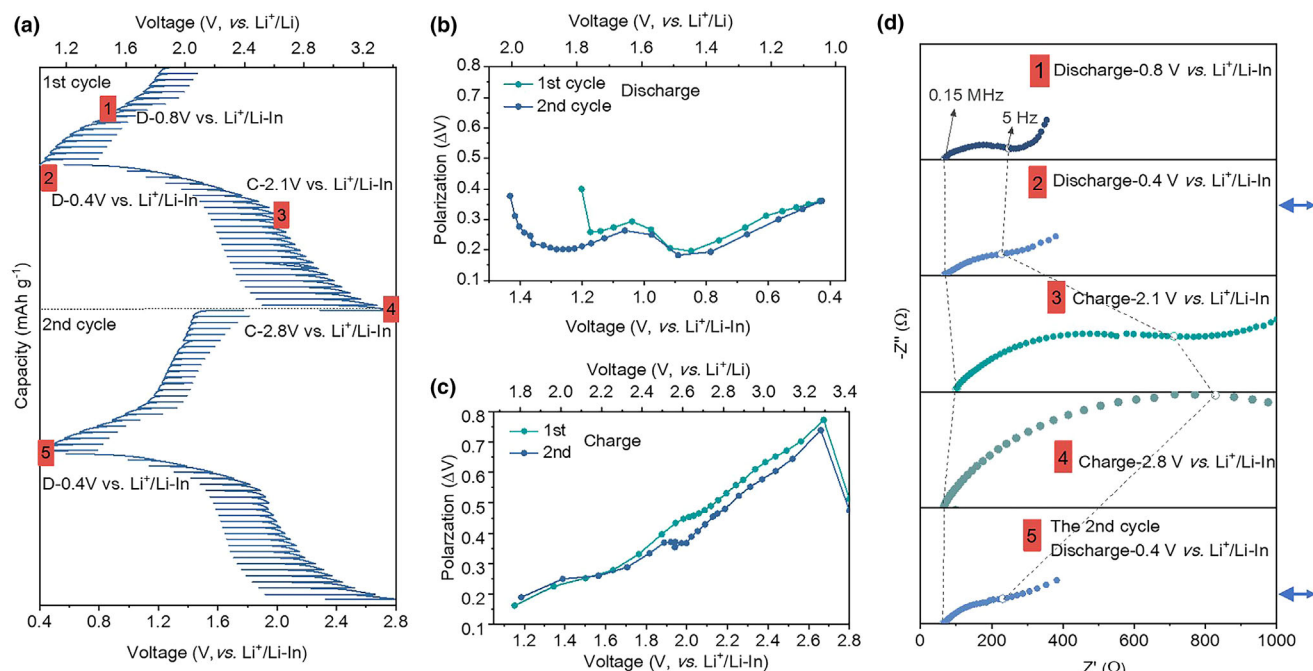 (a)
Voltage (V, vs. Li⁺/Li)
1.2 1.6 2.0 2.4 2.8 3.2
1st cycle
1
D-0.8V vs. Li⁺/Li-In
2
D-0.4V vs. Li⁺/Li-In
C-2.1V vs. Li⁺/Li-In
3
4
2nd cycle
C-2.8V vs. Li⁺/Li-In
5
D-0.4V vs. Li⁺/Li-In
Capacity (mAh g⁻¹)
0.4 0.8 1.2 1.6 2.0 2.4 2.8
Voltage (V, vs. Li⁺/Li-In)
(b)
Voltage (V, vs. Li⁺/Li)
2.0 1.8 1.6 1.4 1.2 1.0
0.8
0.7
0.6
0.5
0.4
0.3
0.2
0.1
Polarization (ΔV)
1st cycle
2nd cycle
Discharge
1.4 1.2 1.0 0.8 0.6 0.4
Voltage (V, vs. Li⁺/Li-In)
(c)
Voltage (V, vs. Li⁺/Li)
1.8 2.0 2.2 2.4 2.6 2.8 3.0 3.2 3.4
0.8
0.7
0.6
0.5
0.4
0.3
0.2
0.1
Polarzation (ΔV)
1st
2nd
Charge
1.2 1.4 1.6 1.8 2.0 2.2 2.4 2.6 2.8
Voltage (V, vs. Li⁺/Li-In)
(d)
1
Discharge-0.8 V vs. Li⁺/Li-In
0.15 MHz
5 Hz
2
Discharge-0.4 V vs. Li⁺/Li-In
3
Charge-2.1 V vs. Li⁺/Li-In
4
Charge-2.8 V vs. Li⁺/Li-In
5
The 2nd cycle
Discharge-0.4 V vs. Li⁺/Li-In
-Z'' (Ω)
0 200 400 600 800 1000
Z' (Ω)